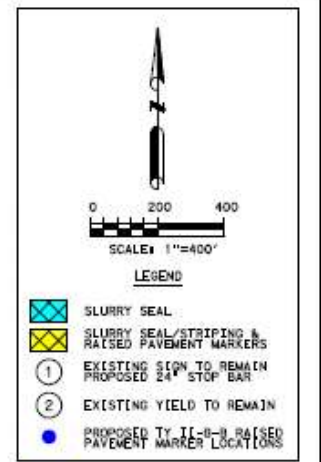 N
0 200 400
SCALE: 1"=400'
LEGEND
SLURRY SEAL
SLURRY SEAL/STRIPING &
RAISED PAVEMENT MARKERS
1 EXISTING SIGN TO REMAIN
PROPOSED 24" STOP BAR
2 EXISTING YIELD TO REMAIN
PROPOSED TY II-B-B RAISED
PAVEMENT MARKER LOCATIONS